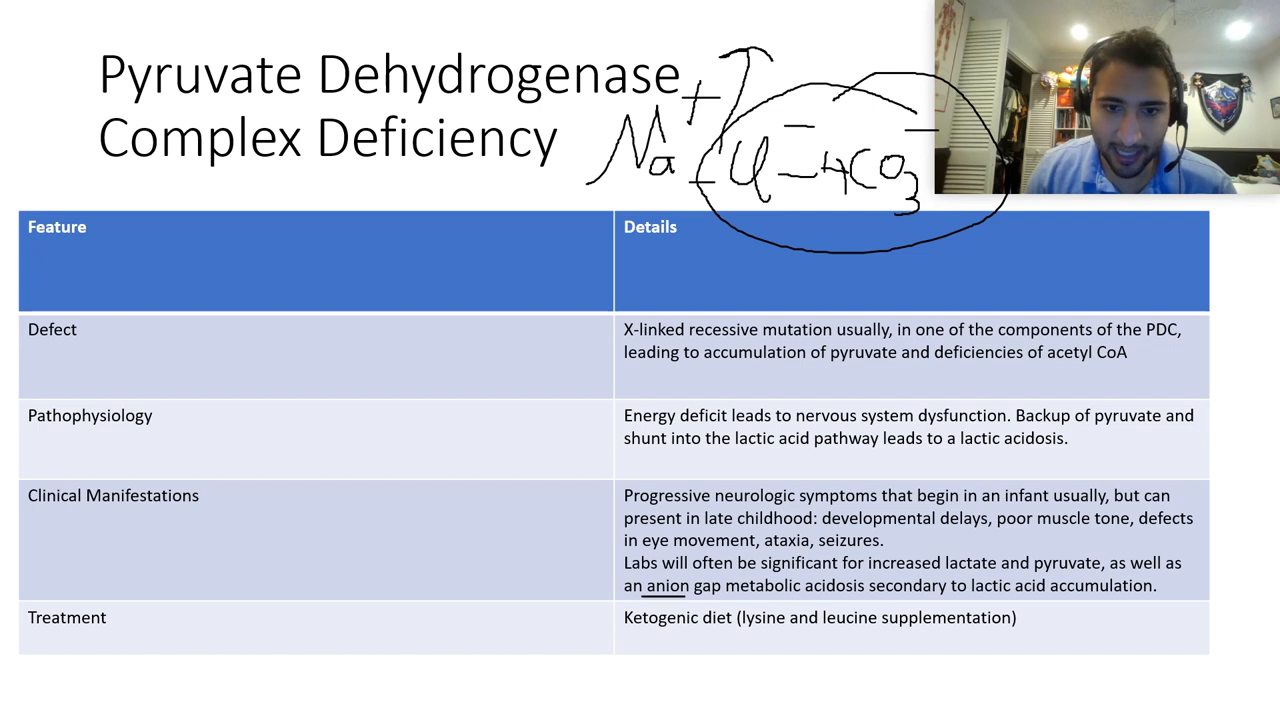 Pyruvate Dehydrogenase
Complex Deficiency
Na+ - Cl- - HCO3-
Feature
Details
Defect
X-linked recessive mutation usually, in one of the components of the PDC,
leading to accumulation of pyruvate and deficiencies of acetyl CoA
Pathophysiology
Energy deficit leads to nervous system dysfunction. Backup of pyruvate and
shunt into the lactic acid pathway leads to a lactic acidosis.
Clinical Manifestations
Progressive neurologic symptoms that begin in an infant usually, but can
present in late childhood: developmental delays, poor muscle tone, defects
in eye movement, ataxia, seizures.
Labs will often be significant for increased lactate and pyruvate, as well as
an anion gap metabolic acidosis secondary to lactic acid accumulation.
Treatment
Ketogenic diet (lysine and leucine supplementation)